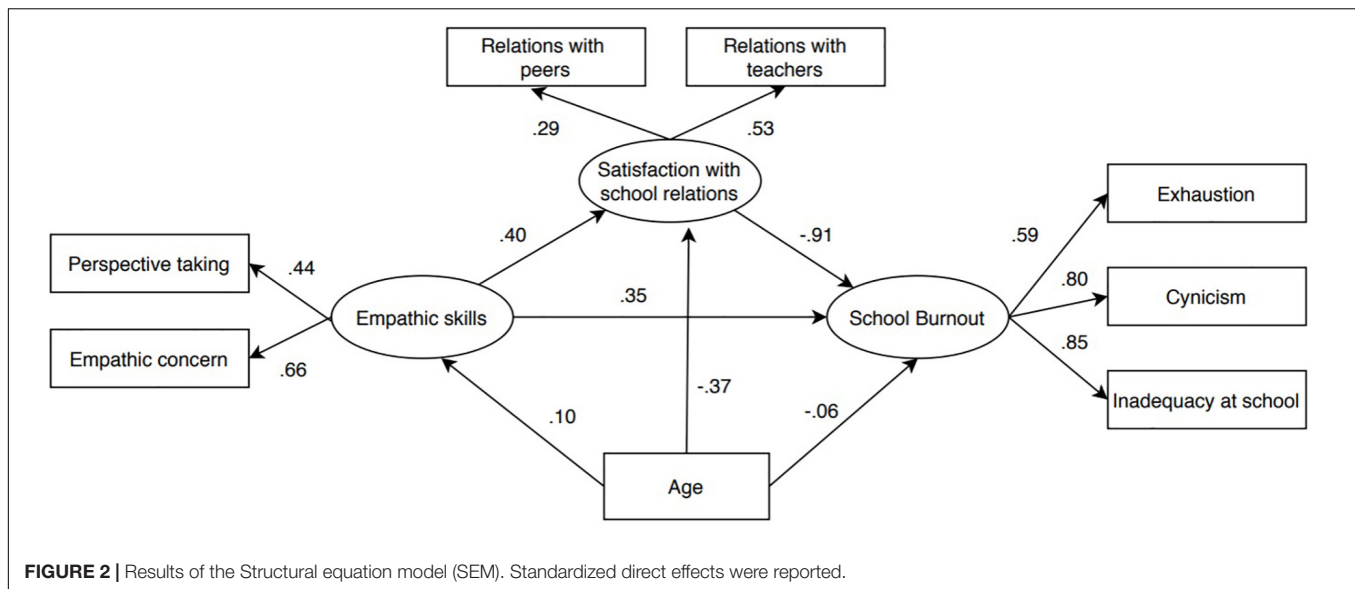 Relations with
peers
Relations with
teachers
.29
.53
Satisfaction with
school relations
Exhaustion
.40
-.91
.59
Perspective taking
.44
.35
.80
Cynicism
Empathic skills
School Burnout
Empathic concern
.66
.85
-.37
Inadequacy at school
.10
-.06
Age
FIGURE 2 | Results of the Structural equation model (SEM). Standardized direct effects were reported.